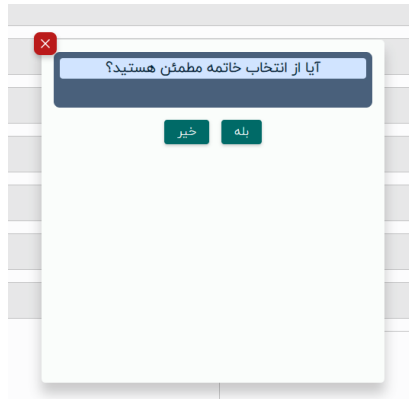 آیا از انتخاب خاتمه مطمئن هستید؟
بله خیر